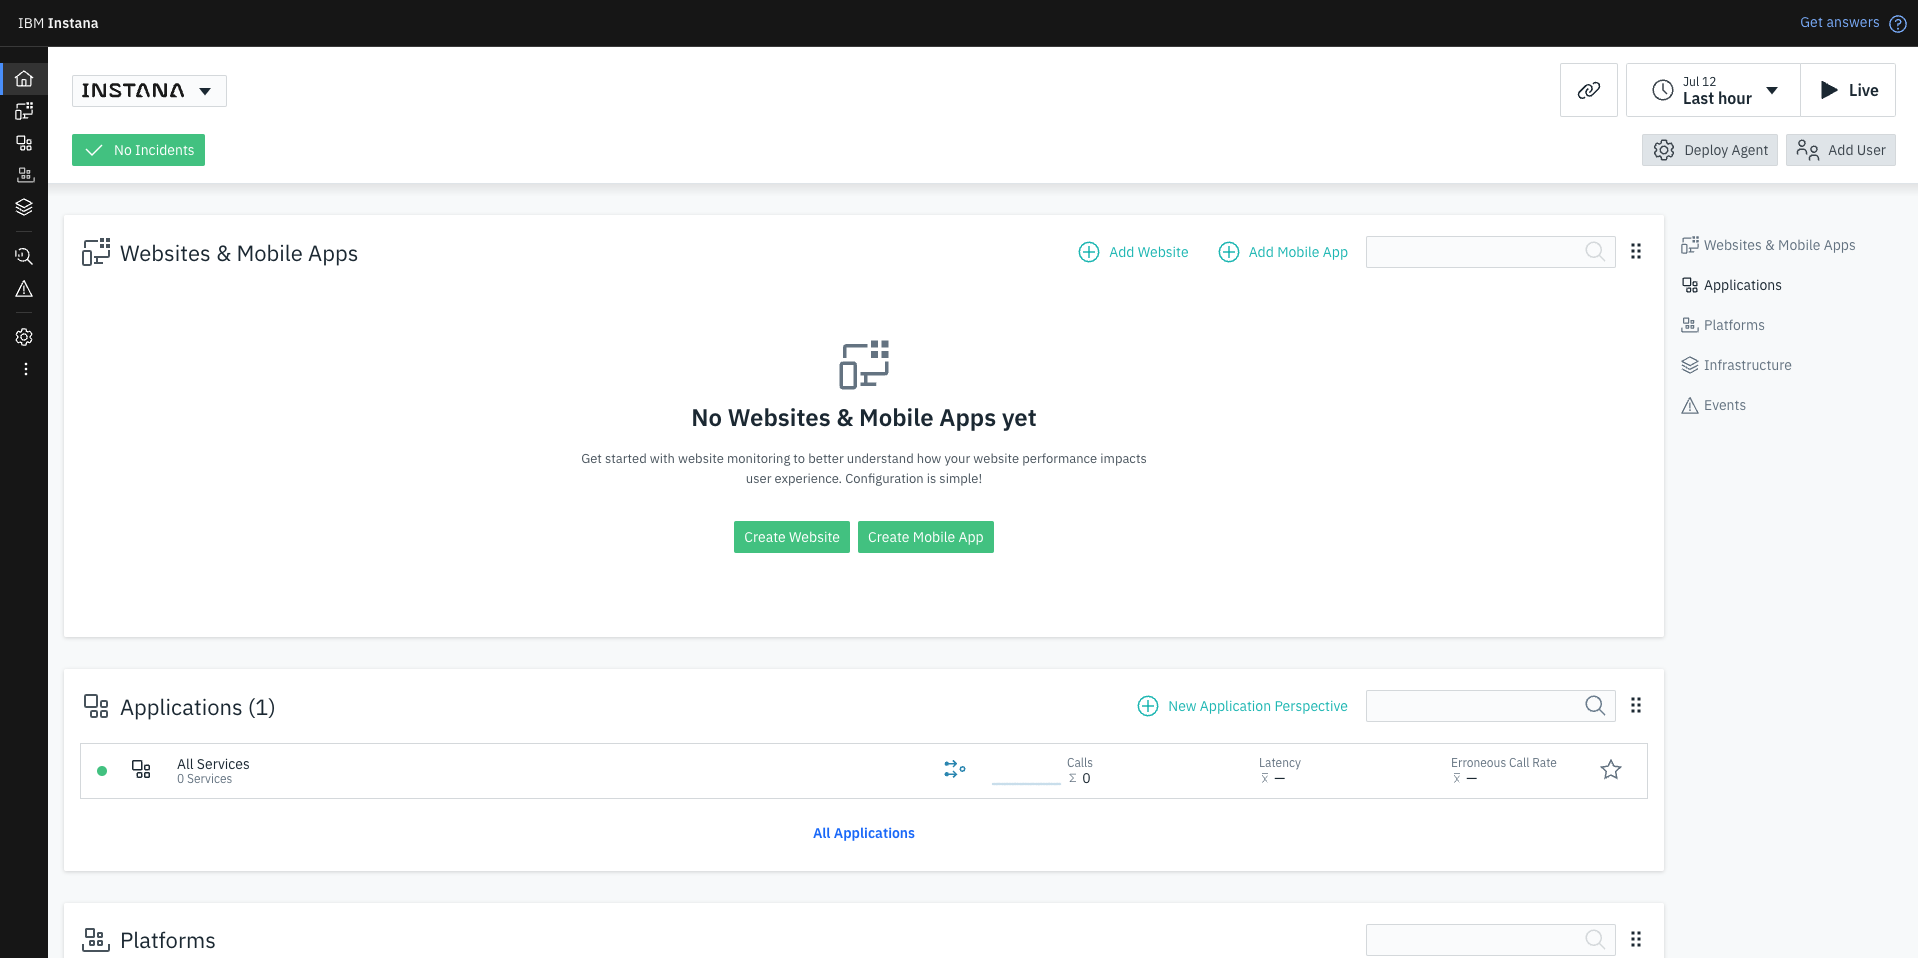 IBM Instana
Get answers
INSTANA
Jul 12
Last hour
Live
No Incidents
Deploy Agent
Add User
Websites & Mobile Apps
Add Website
Add Mobile App
No Websites & Mobile Apps yet
Get started with website monitoring to better understand how your website performance impacts
user experience. Configuration is simple!
Create Website
Create Mobile App
Websites & Mobile Apps
Applications
Platforms
Infrastructure
Events
Applications (1)
New Application Perspective
All Services
0 Services
Calls
Σ 0
Latency
x̅ —
Erroneous Call Rate
x̅ —
All Applications
Platforms